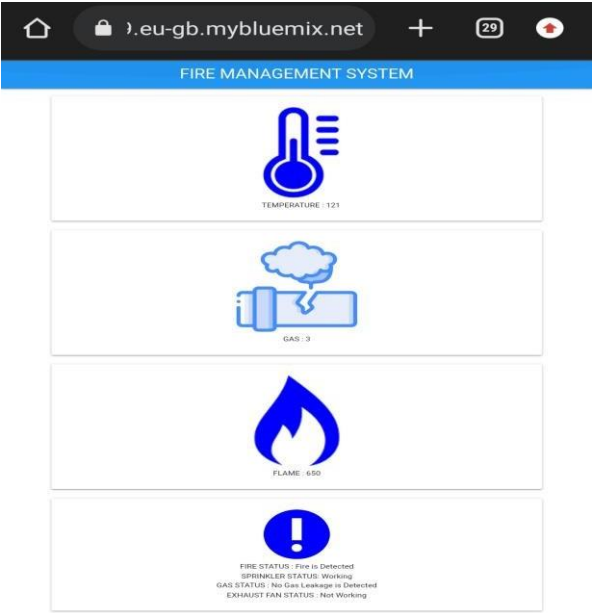 9.eu-gb.mybluemix.net
29
FIRE MANAGEMENT SYSTEM
TEMPERATURE : 121
GAS : 3
FLAME : 650
FIRE STATUS : Fire is Detected
SPRINKLER STATUS: Working
GAS STATUS : No Gas Leakage is Detected
EXHAUST FAN STATUS : Not Working